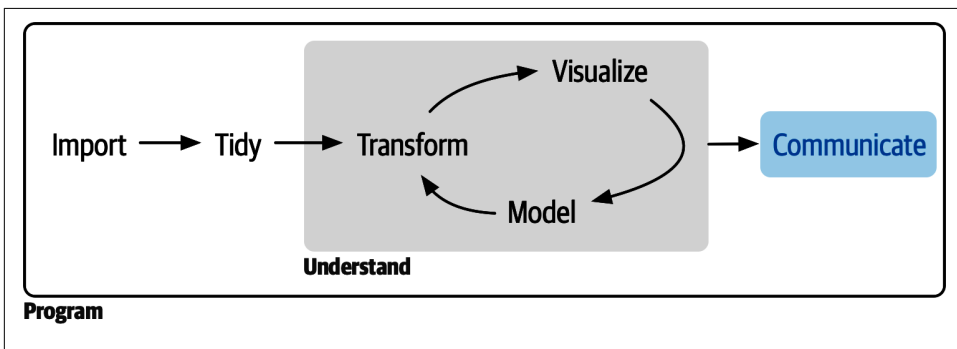 Visualize
Import Tidy Transform Communicate
Model
Understand
Program